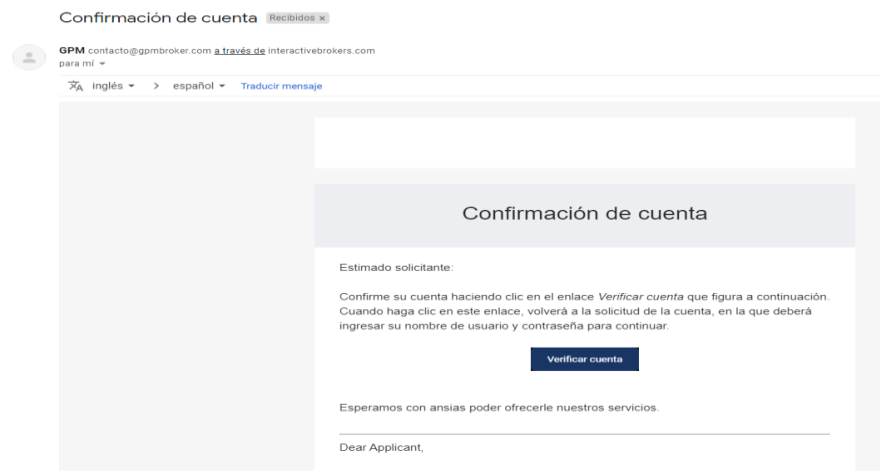 Confirmación de cuenta Recibidos x
GPM contacto@gpmbroker.com a través de interactivebrokers.com
para mí
inglés > español Traducir mensaje
Confirmación de cuenta
Estimado solicitante:
Confirme su cuenta haciendo clic en el enlace Verificar cuenta que figura a continuación.
Cuando haga clic en este enlace, volverá a la solicitud de la cuenta, en la que deberá
ingresar su nombre de usuario y contraseña para continuar.
Verificar cuenta
Esperamos con ansias poder ofrecerle nuestros servicios.
Dear Applicant,